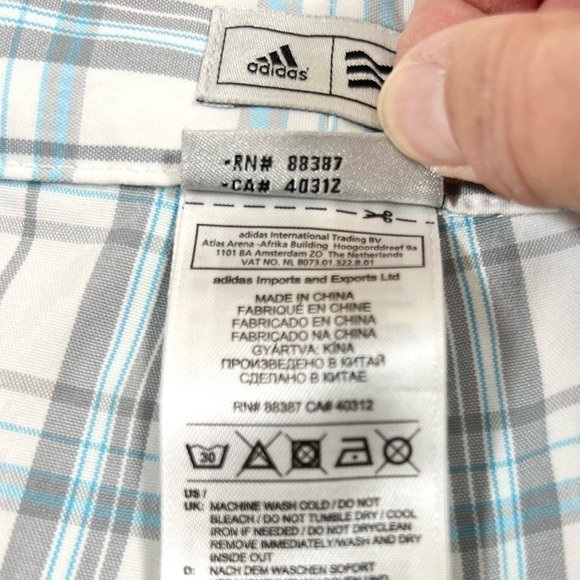 adidas
-RN# 88387
-CA# 40312
adidas International Trading BV
Atlas Arena -Afrika Building Hoogoorddreef 9a
1101 BA Amsterdam ZO The Netherlands
VAT NO. NL 8073.01.322.B.01
adidas Imports and Exports Ltd
MADE IN CHINA
FABRIQUÉ EN CHINE
FABRICADO EN CHINA
FABRICADO NA CHINA
GYÁRTVA: KÍNA
ПРОИЗВЕДЕНО В КИТАЙ
СДЕЛАНО В КИТАЕ
RN# 88387 CA# 40312
30
US /
UK: MACHINE WASH COLD / DO NOT
BLEACH / DO NOT TUMBLE DRY / COOL
IRON IF NEEDED / DO NOT DRYCLEAN
REMOVE IMMEDIATELY/WASH AND DRY
INSIDE OUT
D: NACH DEM WASCHEN SOFORT